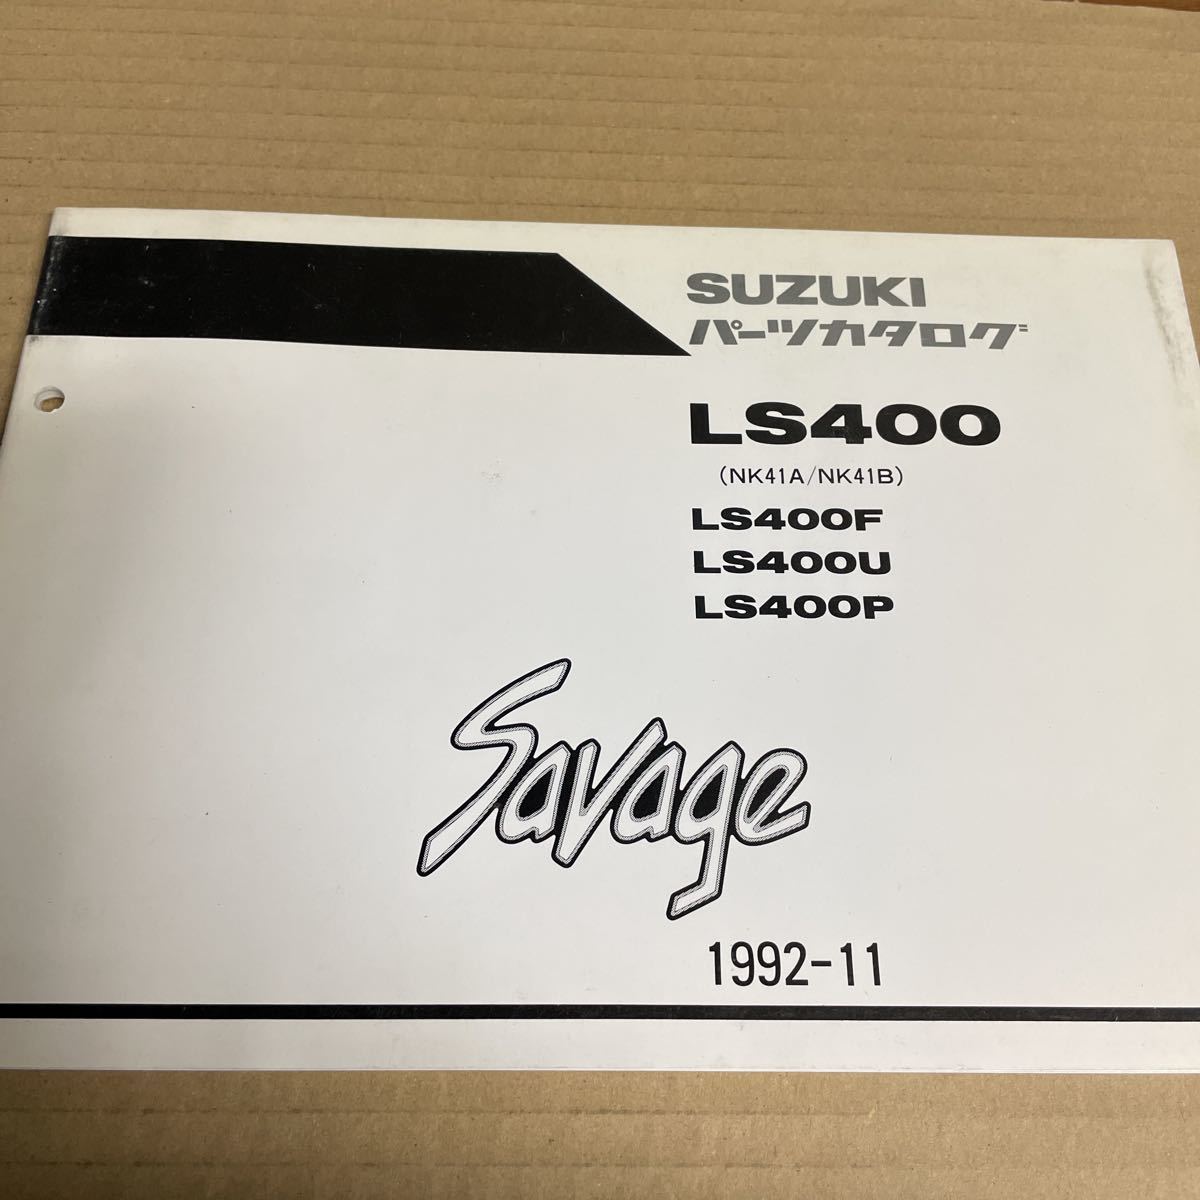 SUZUKI
パーツカタログ
LS400
(NK41A/NK41B)
LS400F
LS400U
LS400P
Savage
1992-11